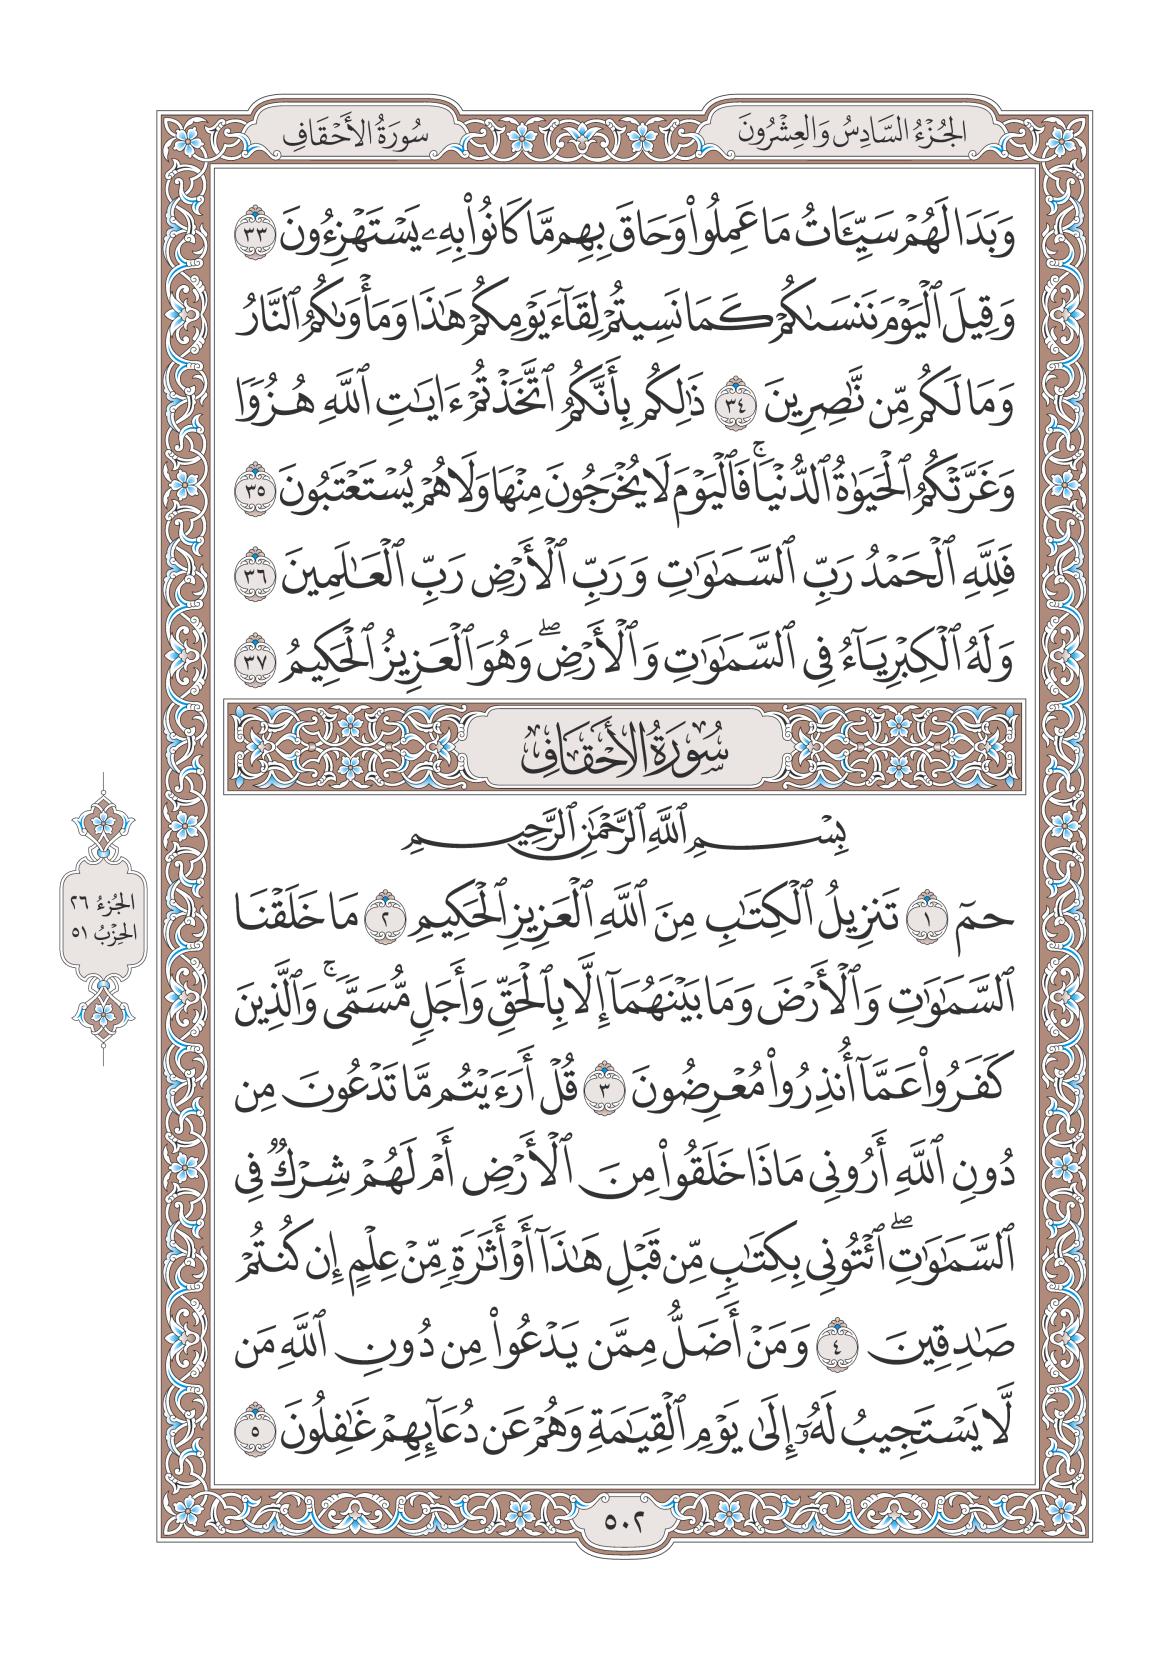 الجُزْءُ السَّادِسُ وَالعِشْرُونَ
سُورَةُ الأَحْقَافِ
وَبَدَا لَهُمْ سَيِّـَٔاتُ مَا عَمِلُوا۟ وَحَاقَ بِهِم مَّا كَانُوا۟ بِهِۦ يَسْتَهْزِءُونَ ٣٣
وَقِيلَ ٱلْيَوْمَ نَنسَىٰكُمْ كَمَا نَسِيتُمْ لِقَآءَ يَوْمِكُمْ هَٰذَا وَمَأْوَىٰكُمُ ٱلنَّارُ
وَمَا لَكُم مِّن نَّٰصِرِينَ ٣٤ ذَٰلِكُم بِأَنَّكُمُ ٱتَّخَذْتُمْ ءَايَٰتِ ٱللَّهِ هُزُوًا
وَغَرَّتْكُمُ ٱلْحَيَوٰةُ ٱلدُّنْيَا ۚ فَٱلْيَوْمَ لَا يُخْرَجُونَ مِنْهَا وَلَا هُمْ يُسْتَعْتَبُونَ ٣٥
فَلِلَّهِ ٱلْحَمْدُ رَبِّ ٱلسَّمَٰوَٰتِ وَرَبِّ ٱلْأَرْضِ رَبِّ ٱلْعَٰلَمِينَ ٣٦
وَلَهُ ٱلْكِبْرِيَآءُ فِى ٱلسَّمَٰوَٰتِ وَٱلْأَرْضِ ۖ وَهُوَ ٱلْعَزِيزُ ٱلْحَكِيمُ ٣٧
سُورَةُ الأَحْقَافِ
بِسْمِ ٱللَّهِ ٱلرَّحْمَٰنِ ٱلرَّحِيمِ
حمٓ ١ تَنزِيلُ ٱلْكِتَٰبِ مِنَ ٱللَّهِ ٱلْعَزِيزِ ٱلْحَكِيمِ ٢ مَا خَلَقْنَا
ٱلسَّمَٰوَٰتِ وَٱلْأَرْضَ وَمَا بَيْنَهُمَآ إِلَّا بِٱلْحَقِّ وَأَجَلٍ مُّسَمًّى ۚ وَٱلَّذِينَ
كَفَرُوا۟ عَمَّآ أُنذِرُوا۟ مُعْرِضُونَ ٣ قُلْ أَرَءَيْتُم مَّا تَدْعُونَ مِن
دُونِ ٱللَّهِ أَرُونِى مَاذَا خَلَقُوا۟ مِنَ ٱلْأَرْضِ أَمْ لَهُمْ شِرْكٌ فِى
ٱلسَّمَٰوَٰتِ ۖ ٱئْتُونِى بِكِتَٰبٍ مِّن قَبْلِ هَٰذَآ أَوْ أَثَٰرَةٍ مِّنْ عِلْمٍ إِن كُنتُمْ
صَٰدِقِينَ ٤ وَمَنْ أَضَلُّ مِمَّن يَدْعُوا۟ مِن دُونِ ٱللَّهِ مَن
لَّا يَسْتَجِيبُ لَهُۥٓ إِلَىٰ يَوْمِ ٱلْقِيَٰمَةِ وَهُمْ عَن دُعَآئِهِمْ غَٰفِلُونَ ٥
الجُزءُ ٢٦
الحِزْبُ ٥١
٥٠٢